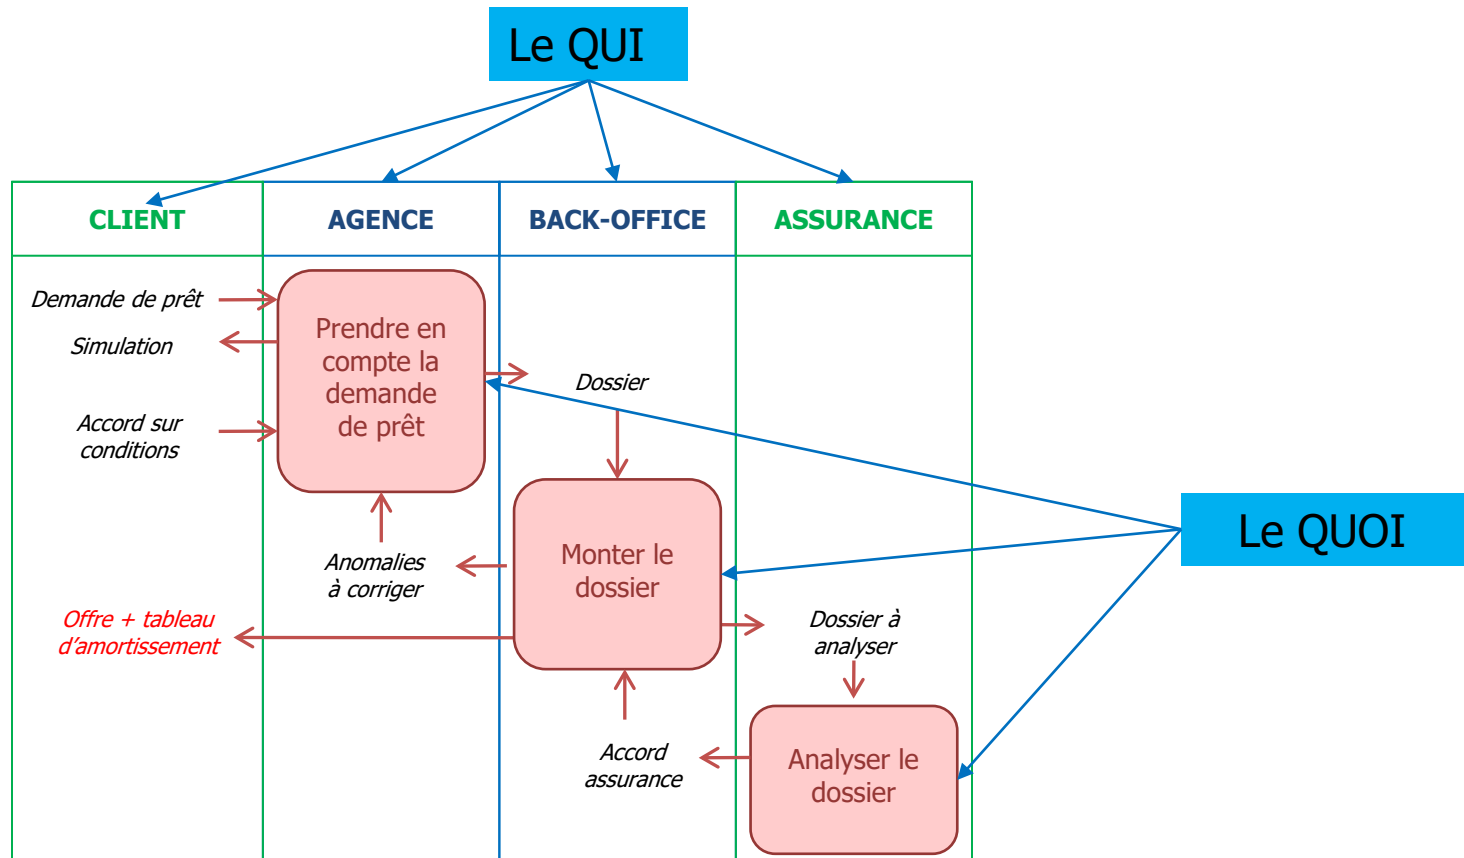 Le QUI
CLIENT
AGENCE
BACK-OFFICE
ASSURANCE
Demande de prêt
Simulation
Accord sur
conditions
Prendre en
compte la
demande
de prêt
Dossier
Le QUOI
Monter le
dossier
Anomalies
à corriger
Offre + tableau
d’amortissement
Dossier à
analyser
Accord
assurance
Analyser le
dossier